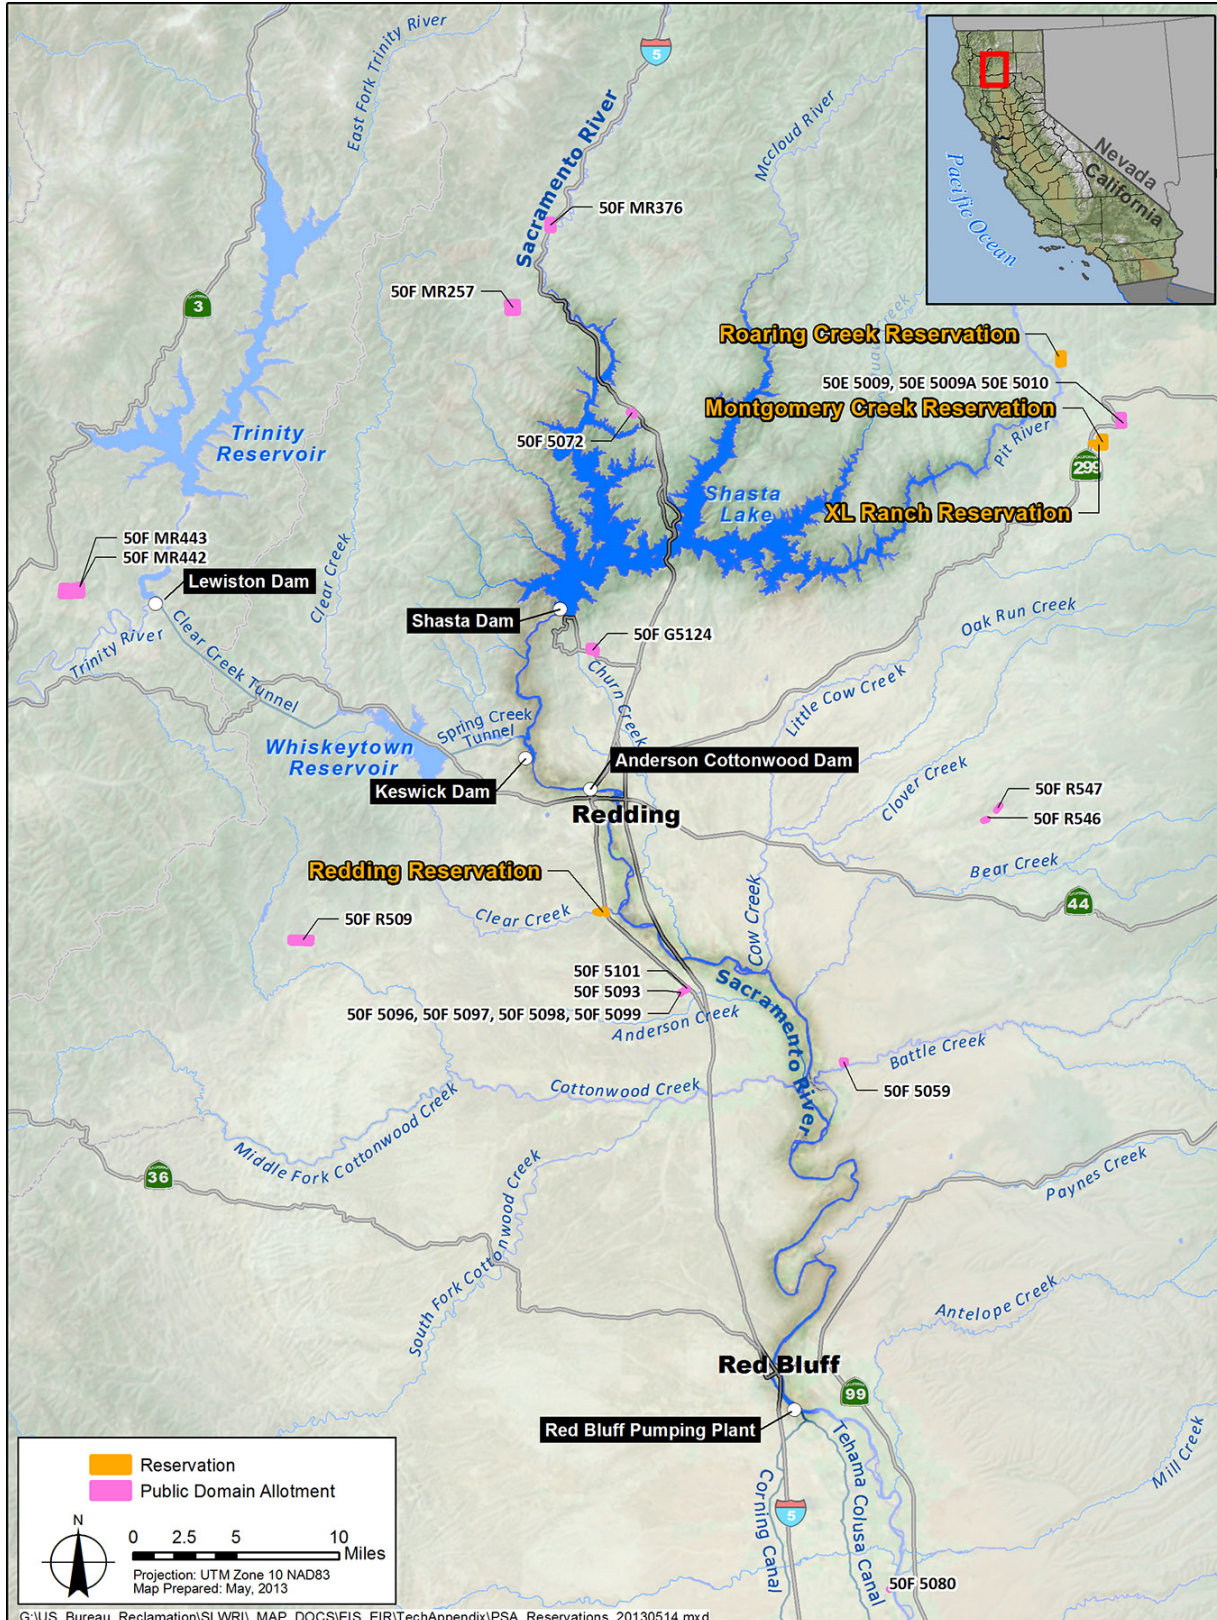 5
East Fork Trinity River
Mccloud River
Sacramento River
Nevada
California
Pacific Ocean
50F MR376
50F MR257
3
Roaring Creek Reservation
50E 5009, 50E 5009A 50E 5010
Montgomery Creek Reservation
Pit River
299
XL Ranch Reservation
Trinity
Reservoir
50F 5072
Shasta
Lake
50F MR443
50F MR442
Lewiston Dam
Clear Creek
Shasta Dam
50F G5124
Trinity River
Clear Creek Tunnel
Churn Creek
Oak Run Creek
Little Cow Creek
Spring Creek
Tunnel
Whiskeytown
Reservoir
Keswick Dam
Anderson Cottonwood Dam
Redding
Clover Creek
50F R547
50F R546
Bear Creek
44
Redding Reservation
Clear Creek
Cow Creek
50F R509
50F 5101
50F 5093
50F 5096, 50F 5097, 50F 5098, 50F 5099
Anderson Creek
Sacramento River
Battle Creek
50F 5059
Cottonwood Creek
Middle Fork Cottonwood Creek
36
South Fork Cottonwood Creek
Paynes Creek
Antelope Creek
Red Bluff
99
Red Bluff Pumping Plant
Tehama Colusa Canal
Corning Canal
Mill Creek
5
50F 5080
Reservation
Public Domain Allotment
N
0 2.5 5 10
Miles
Projection: UTM Zone 10 NAD83
Map Prepared: May, 2013
G:\US_Bureau_Reclamation\SLWRI\_MAP_DOCS\EIS_EIR\TechAppendix\PSA_Reservations_20130514.mxd